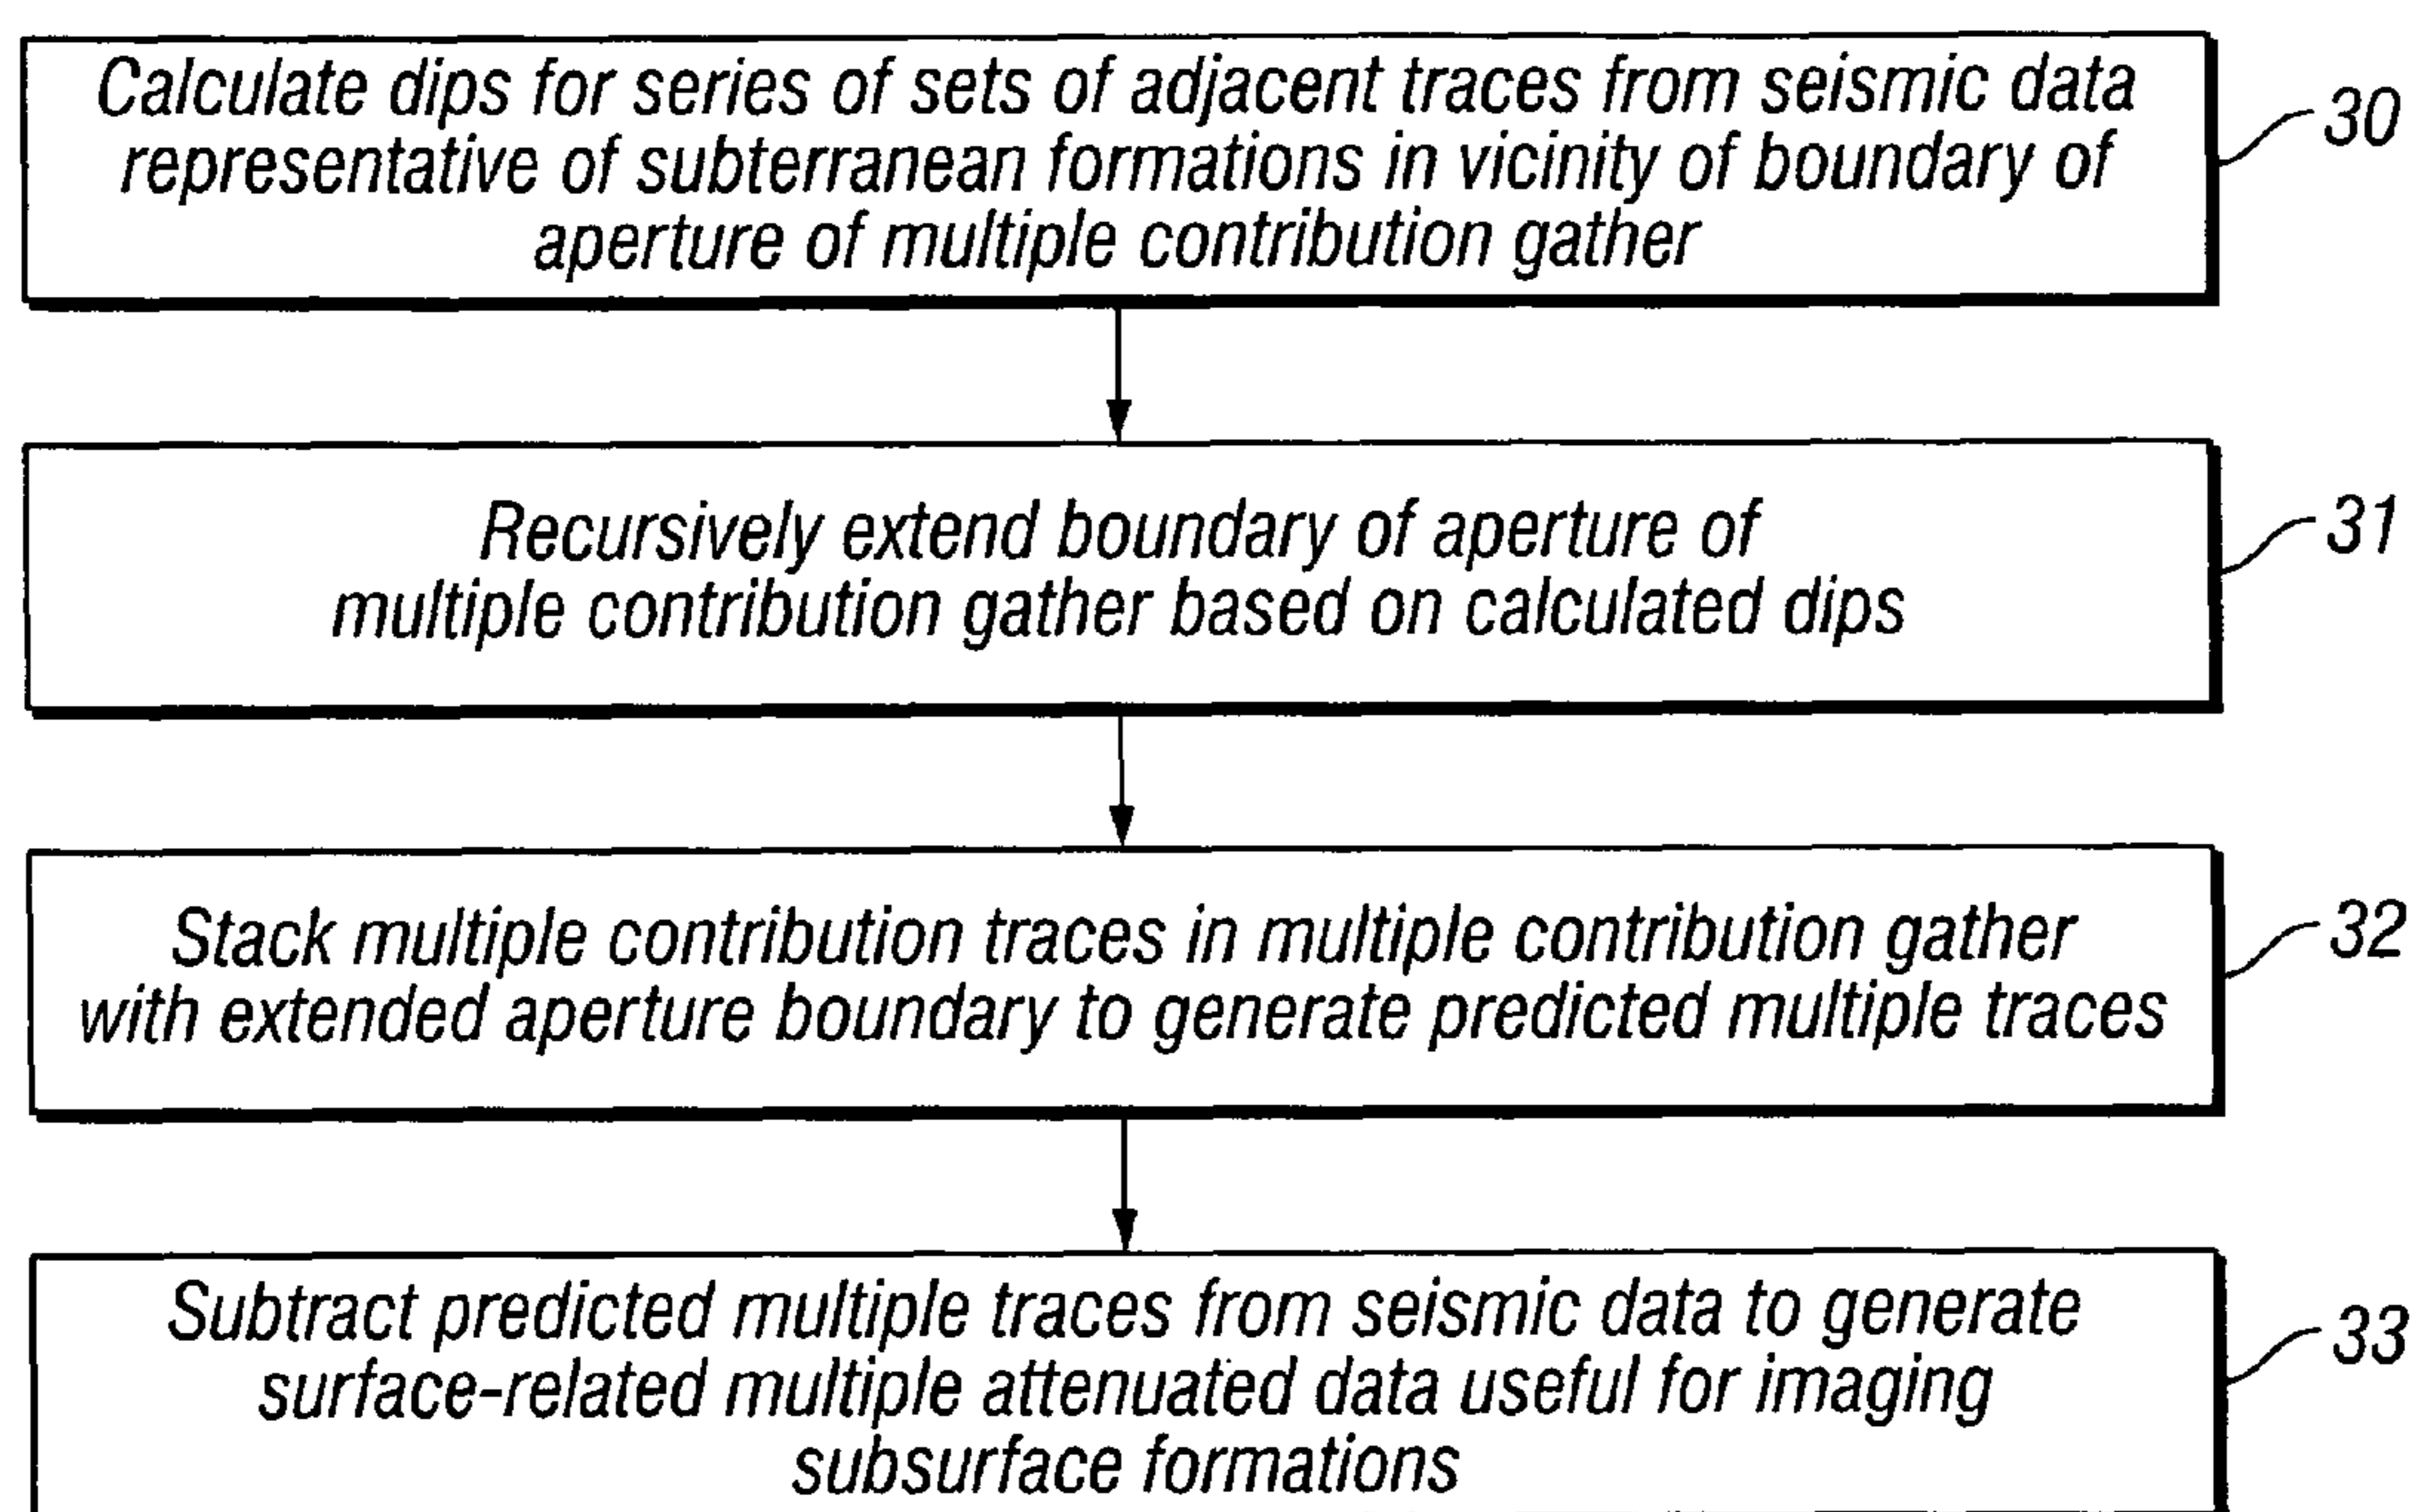 Calculate dips for series of sets of adjacent traces from seismic data
representative of subterranean formations in vicinity of boundary of
aperture of multiple contribution gather
30
Recursively extend boundary of aperture of
multiple contribution gather based on calculated dips
31
Stack multiple contribution traces in multiple contribution gather
with extended aperture boundary to generate predicted multiple traces
32
Subtract predicted multiple traces from seismic data to generate
surface-related multiple attenuated data useful for imaging
subsurface formations
33